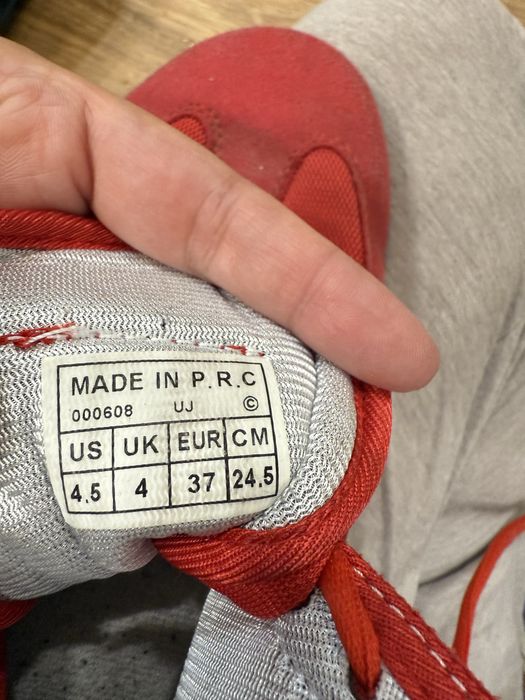 MADE IN P.R.C
000608 UJ ©
US UK EUR CM
4.5 4 37 24.5